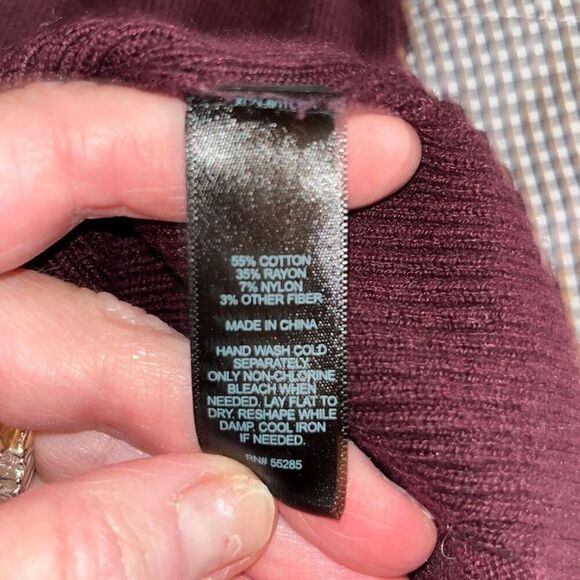 55% COTTON
35% RAYON
7% NYLON
3% OTHER FIBER
MADE IN CHINA
HAND WASH COLD
SEPARATELY.
ONLY NON-CHLORINE
BLEACH WHEN
NEEDED. LAY FLAT TO
DRY. RESHAPE WHILE
DAMP. COOL IRON
IF NEEDED.
RN# 55285